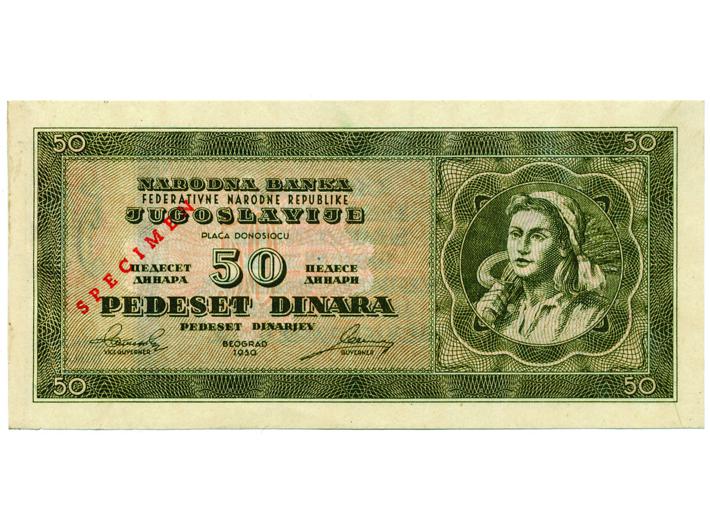 50 50
NARODNA BANKA
FEDERATIVNE NARODNE REPUBLIKE
JUGOSLAVIJE
PLAĆA DONOSIOCU
SPECIMEN
ПЕДЕСЕТ 50 ПЕДЕСЕ
ДИНАРА ДИНАРИ
PEDESET DINARA
PEDESET DINARJEV
VICEGUVERNER BEOGRAD GUVERNER
1950
50 50